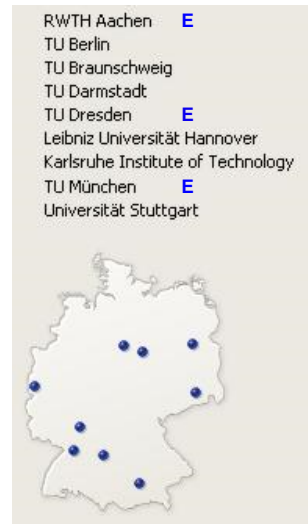 RWTH Aachen E
TU Berlin
TU Braunschweig
TU Darmstadt
TU Dresden E
Leibniz Universität Hannover
Karlsruhe Institute of Technology
TU München E
Universität Stuttgart